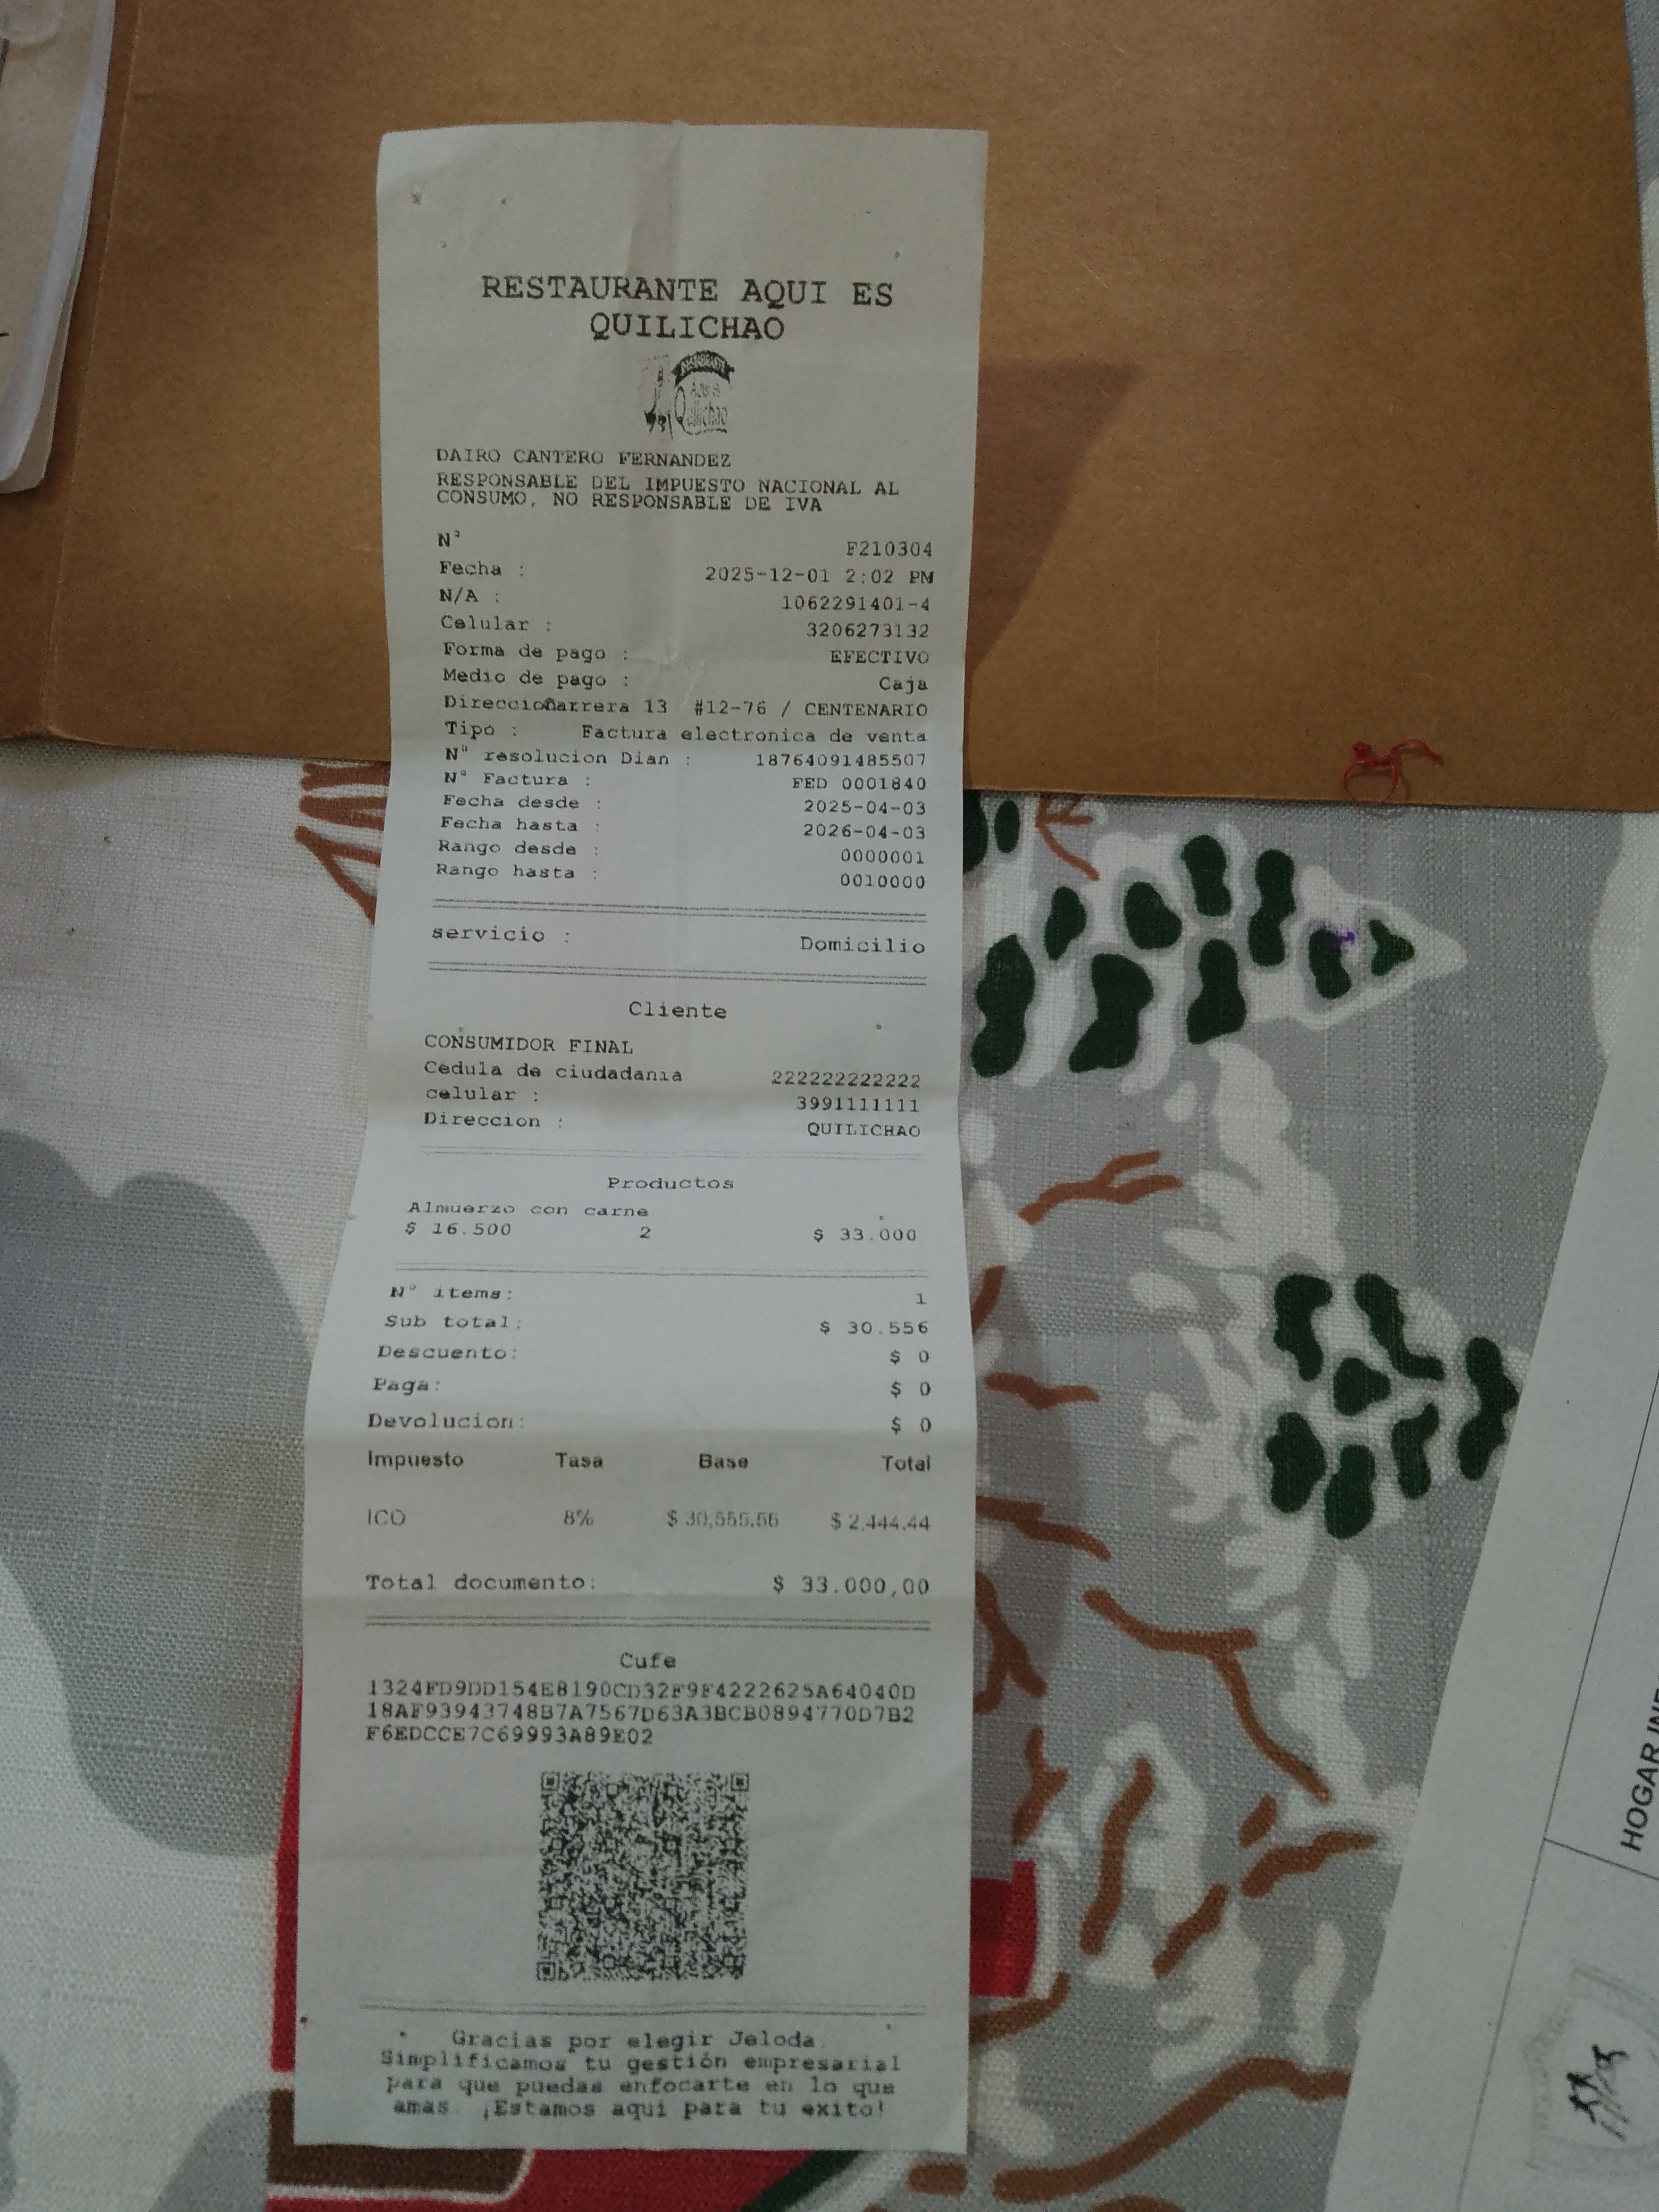 RESTAURANTE AQUI ES
QUILICHAO
RESTAURANTE
Aquí es
Quilichao
DAIRO CANTERO FERNANDEZ
RESPONSABLE DEL IMPUESTO NACIONAL AL
CONSUMO, NO RESPONSABLE DE IVA
N° F210304
Fecha : 2025-12-01 2:02 PM
N/A : 1062291401-4
Celular : 3206273132
Forma de pago : EFECTIVO
Medio de pago : Caja
Direccion Carrera 13 #12-76 / CENTENARIO
Tipo : Factura electronica de venta
N° resolucion Dian : 18764091485507
N° Factura : FED 0001840
Fecha desde : 2025-04-03
Fecha hasta : 2026-04-03
Rango desde : 0000001
Rango hasta : 0010000
servicio : Domicilio
Cliente
CONSUMIDOR FINAL
Cedula de ciudadania 222222222222
celular : 3991111111
Direccion : QUILICHAO
Productos
Almuerzo con carne
$ 16.500 2 $ 33.000
N° items: 1
Sub total: $ 30.556
Descuento: $ 0
Paga: $ 0
Devolucion: $ 0
Impuesto Tasa Base Total
ICO 8% $ 30,555.56 $ 2,444.44
Total documento: $ 33.000,00
Cufe
1324FD9DD154E8190CD32F9F4222625A64040D
18AF93943748B7A7567D63A3BCB0894770D7B2
F6EDCCE7C69993A89E02
Gracias por elegir Jeloda.
Simplificamos tu gestión empresarial
para que puedas enfocarte en lo que
amas. ¡Estamos aquí para tu exito!
HOGAR